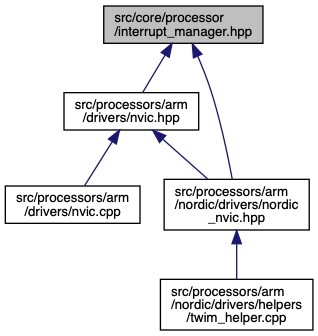 src/core/processor
/interrupt_manager.hpp
src/processors/arm
/drivers/nvic.hpp
src/processors/arm
/drivers/nvic.cpp
src/processors/arm
/nordic/drivers/nordic
_nvic.hpp
src/processors/arm
/nordic/drivers/helpers
/twim_helper.cpp